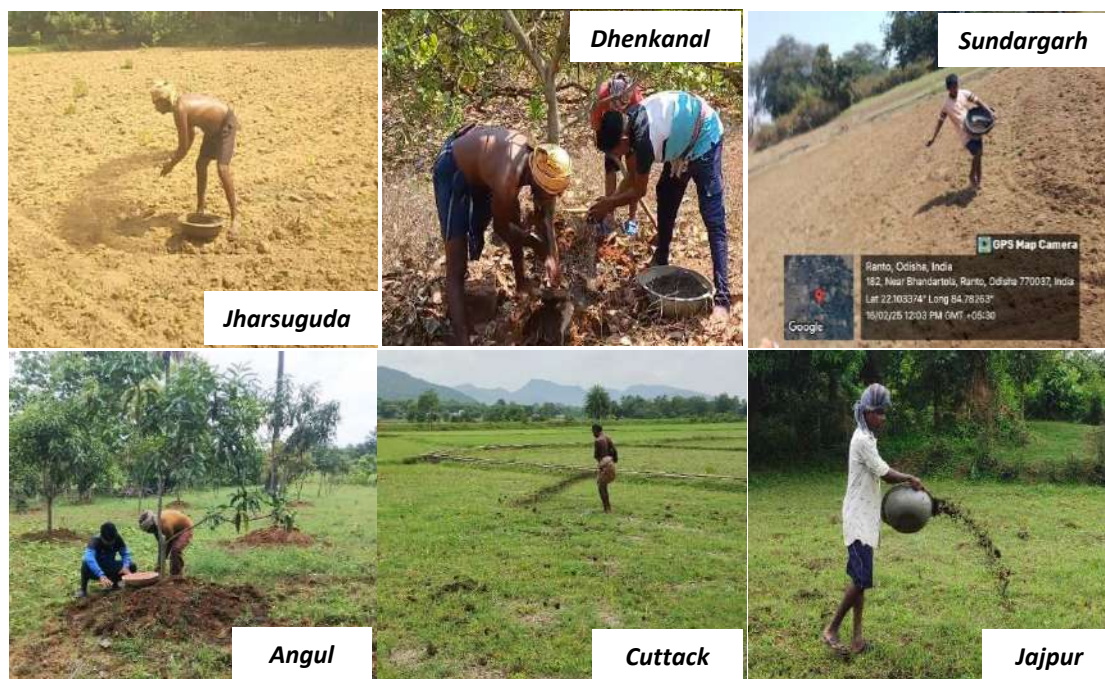 Dhenkanal
Sundargarh
GPS Map Camera
Ranto, Odisha, India
182, Near Bhandartola, Ranto, Odisha 770037, India
Lat 22.103374° Long 84.78263°
16/02/25 12:03 PM GMT +05:30
Google
Jharsuguda
Angul
Cuttack
Jajpur